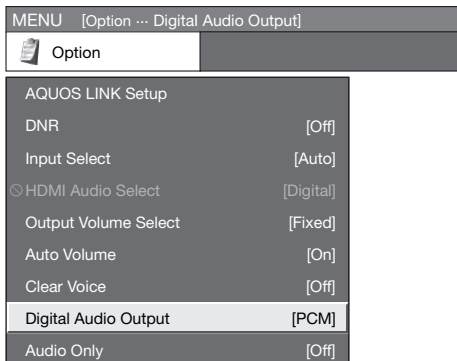 MENU [Option ··· Digital Audio Output]
Option
AQUOS LINK Setup
DNR [Off]
Input Select [Auto]
HDMI Audio Select [Digital]
Output Volume Select [Fixed]
Auto Volume [On]
Clear Voice [Off]
Digital Audio Output [PCM]
Audio Only [Off]